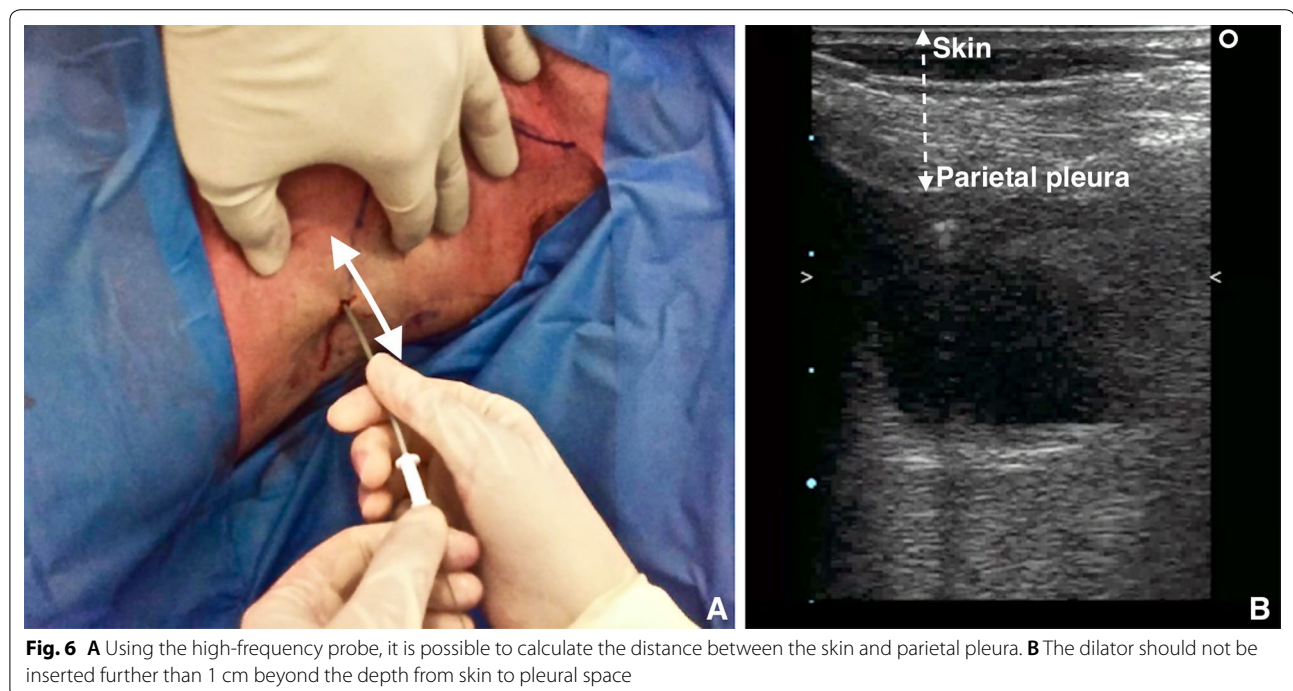 Skin
Parietal pleura
>
<
A
B
Fig. 6 A Using the high-frequency probe, it is possible to calculate the distance between the skin and parietal pleura. B The dilator should not be
inserted further than 1 cm beyond the depth from skin to pleural space